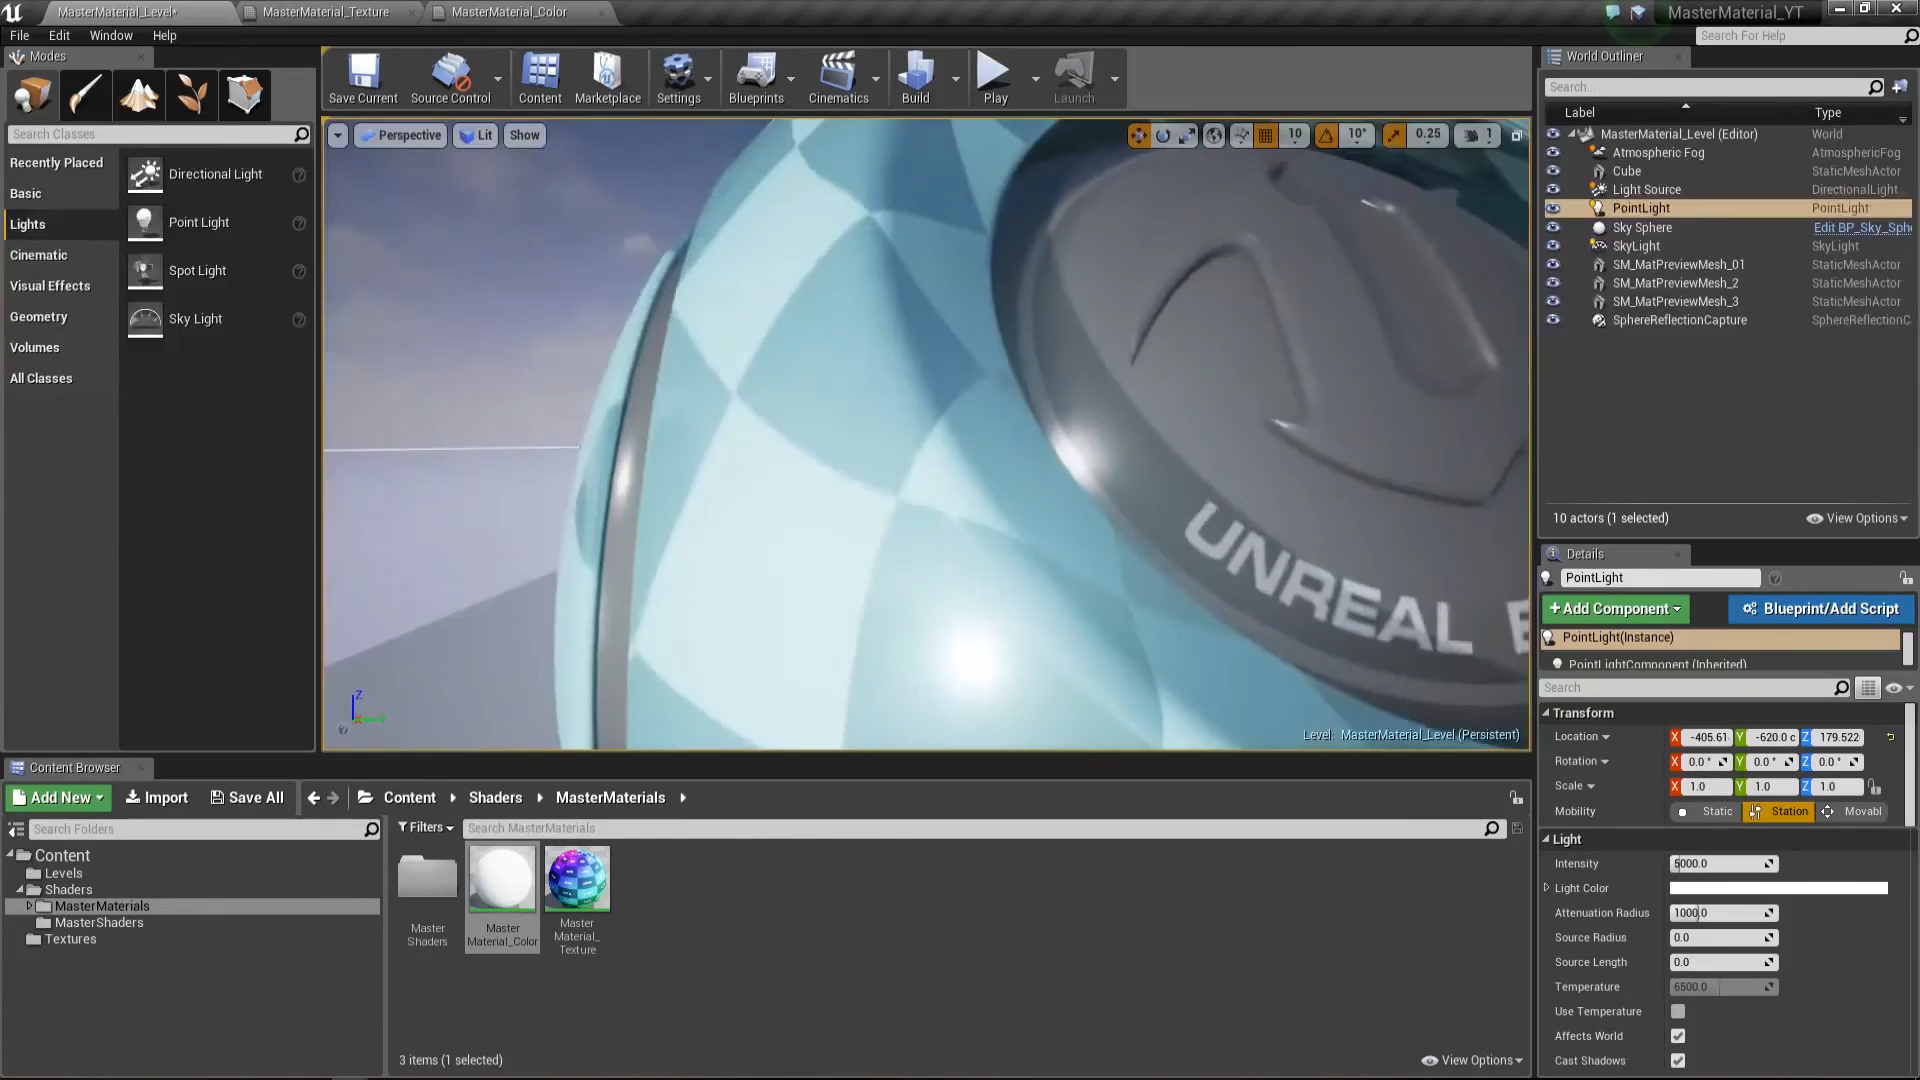 MasterMaterial_Level*
MasterMaterial_Texture
MasterMaterial_Color
MasterMaterial_YT
File Edit Window Help
Search For Help
Modes
Save Current
Source Control
Content
Marketplace
Settings
Blueprints
Cinematics
Build
Play
Launch
World Outliner
Search...
Label Type
Search Classes
Recently Placed
Basic
Lights
Cinematic
Visual Effects
Geometry
Volumes
All Classes
Directional Light
Point Light
Spot Light
Sky Light
Perspective
Lit
Show
10
10°
0.25
1
UNREAL E
Level: MasterMaterial_Level (Persistent)
Z
MasterMaterial_Level (Editor) World
Atmospheric Fog AtmosphericFog
Cube StaticMeshActor
Light Source DirectionalLight
PointLight PointLight
Sky Sphere Edit BP_Sky_Sph
SkyLight SkyLight
SM_MatPreviewMesh_01 StaticMeshActor
SM_MatPreviewMesh_2 StaticMeshActor
SM_MatPreviewMesh_3 StaticMeshActor
SphereReflectionCapture SphereReflectionC
10 actors (1 selected)
View Options
Details
PointLight
+Add Component
Blueprint/Add Script
PointLight(Instance)
PointLightComponent (Inherited)
Search
Transform
Location X -405.61 Y -620.0 c Z 179.522
Rotation X 0.0 ° Y 0.0 ° Z 0.0 °
Scale X 1.0 Y 1.0 Z 1.0
Mobility Static Station Movabl
Light
Intensity 5000.0
Light Color
Attenuation Radius 1000.0
Source Radius 0.0
Source Length 0.0
Temperature 6500.0
Use Temperature
Affects World
Cast Shadows
Content Browser
Add New
Import
Save All
Content
Shaders
MasterMaterials
Search Folders
Filters
Search MasterMaterials
Content
Levels
Shaders
MasterMaterials
MasterShaders
Textures
Master
Shaders
Master
Material_Color
Master
Material_
Texture
3 items (1 selected)
View Options